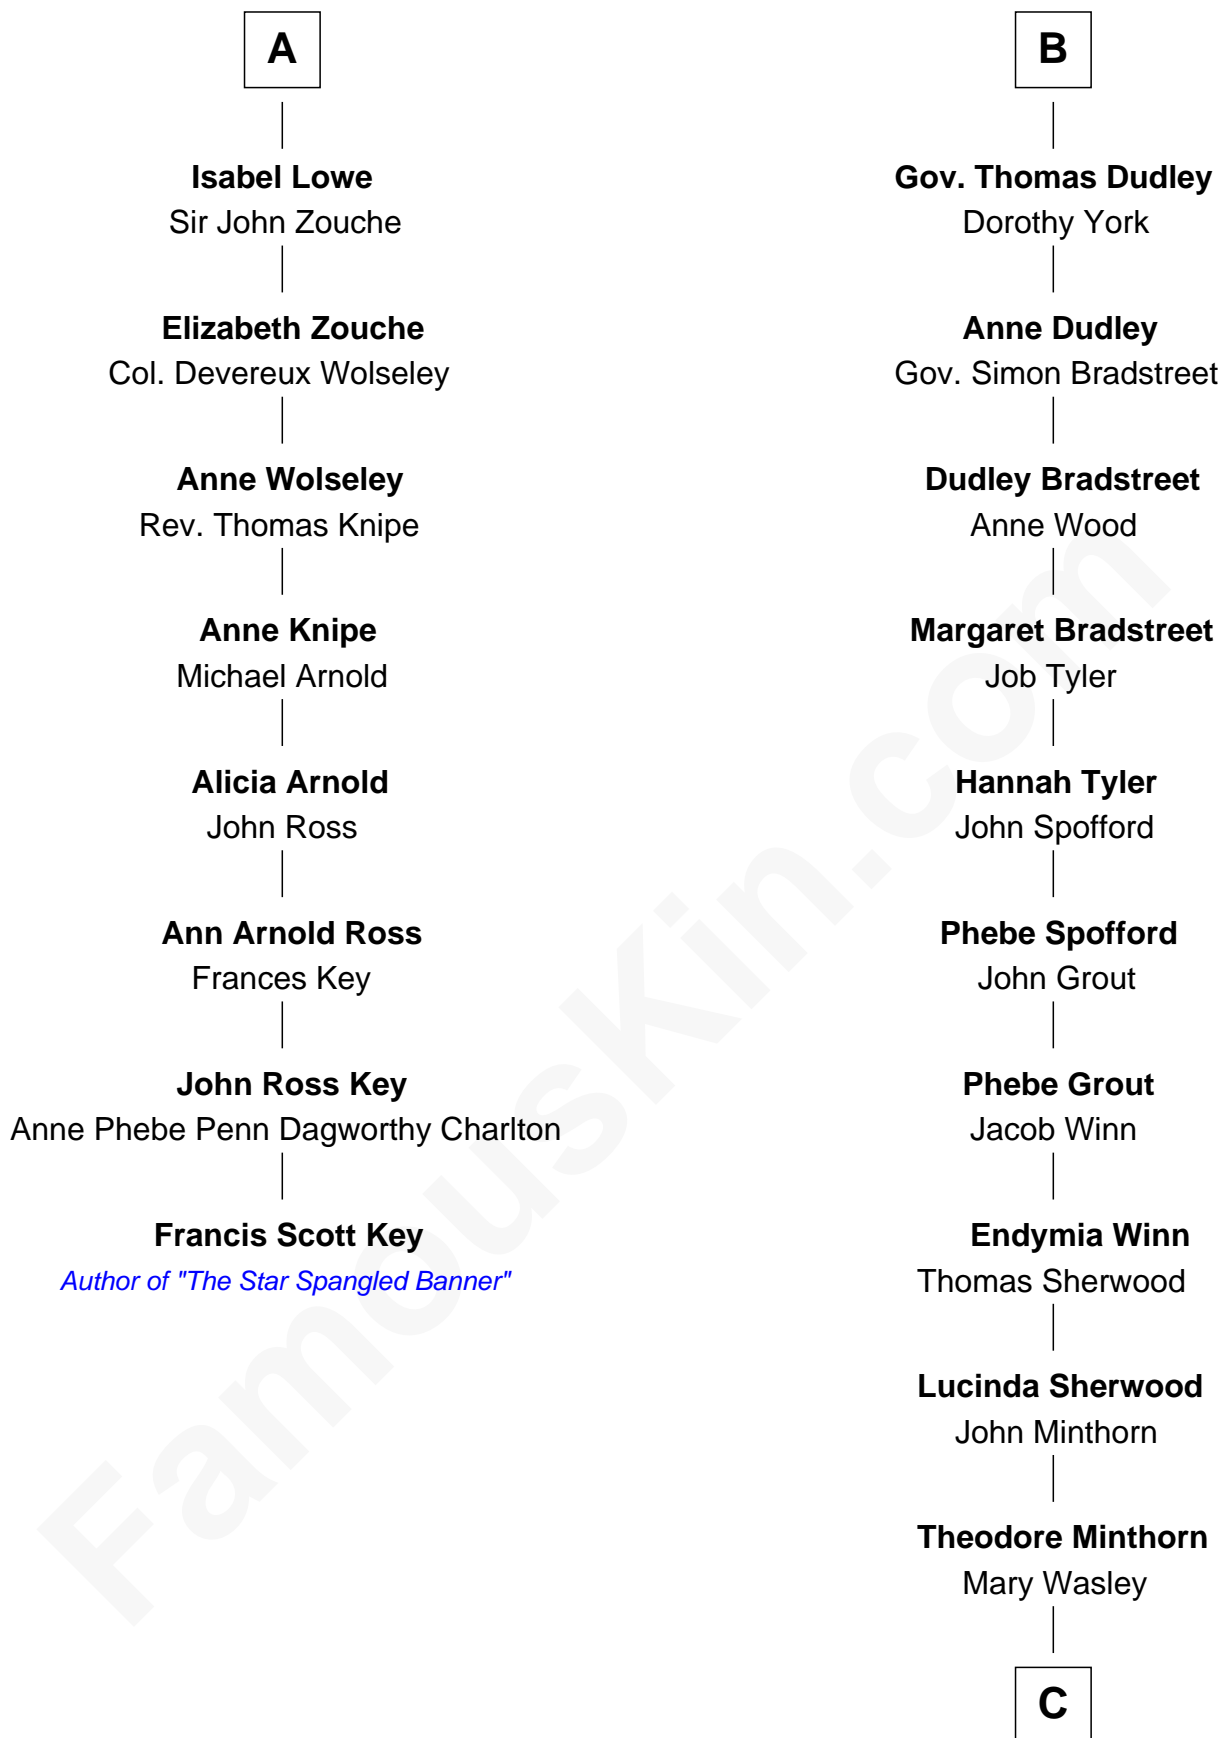 A
Isabel Lowe
Sir John Zouche
Elizabeth Zouche
Col. Devereux Wolseley
Anne Wolseley
Rev. Thomas Knipe
Anne Knipe
Michael Arnold
Alicia Arnold
John Ross
Ann Arnold Ross
Frances Key
John Ross Key
Anne Phebe Penn Dagworthy Charlton
Francis Scott Key
Author of "The Star Spangled Banner"
B
Gov. Thomas Dudley
Dorothy York
Anne Dudley
Gov. Simon Bradstreet
Dudley Bradstreet
Anne Wood
Margaret Bradstreet
Job Tyler
Hannah Tyler
John Spofford
Phebe Spofford
John Grout
Phebe Grout
Jacob Winn
Endymia Winn
Thomas Sherwood
Lucinda Sherwood
John Minthorn
Theodore Minthorn
Mary Wasley
C
FamousKin.com